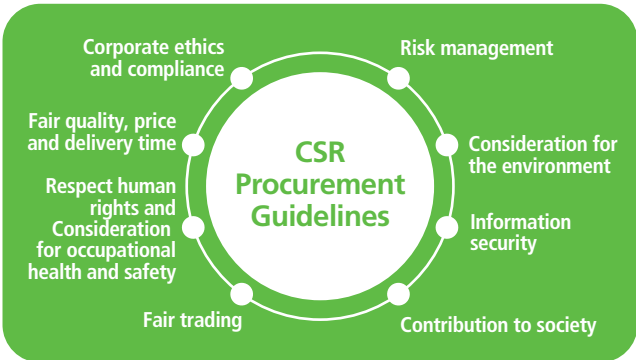 Corporate ethics
and compliance
Risk management
Fair quality, price
and delivery time
Consideration for
the environment
CSR
Procurement
Guidelines
Respect human
rights and
Consideration
for occupational
health and safety
Information
security
Fair trading
Contribution to society